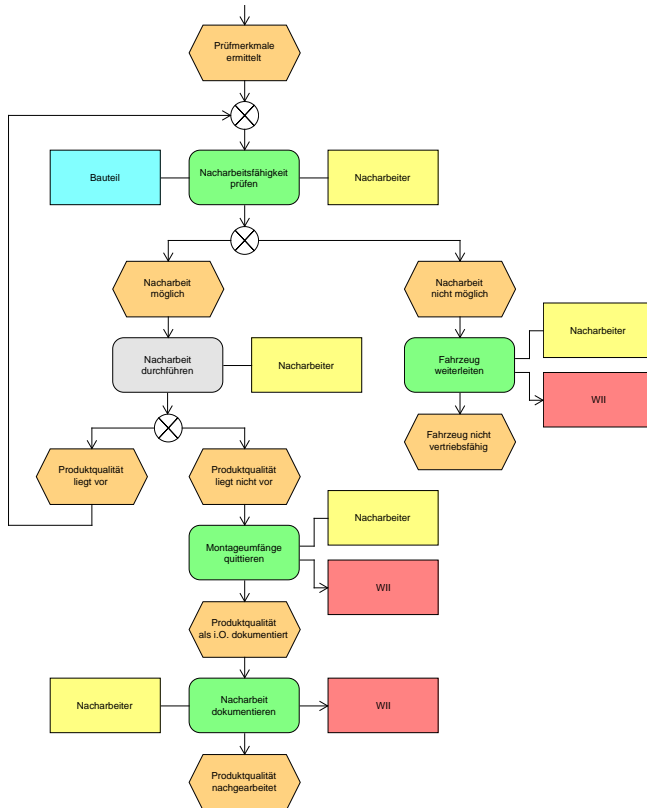 Prüfmerkmale
ermittelt
Bauteil
Nacharbeitsfähigkeit
prüfen
Nacharbeiter
Nacharbeit
möglich
Nacharbeit
nicht möglich
Nacharbeiter
Nacharbeit
durchführen
Nacharbeiter
Fahrzeug
weiterleiten
WII
Fahrzeug nicht
vertriebsfähig
Produktqualität
liegt vor
Produktqualität
liegt nicht vor
Nacharbeiter
Montageumfänge
quittieren
WII
Produktqualität
als i.O. dokumentiert
Nacharbeiter
Nacharbeit
dokumentieren
WII
Produktqualität
nachgearbeitet